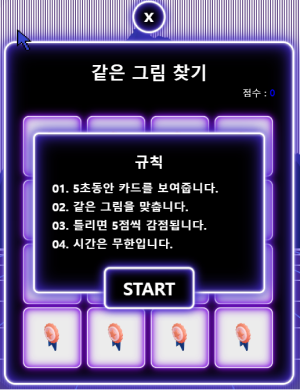 X
같은 그림 찾기
점수 : 0
규칙
01. 5초동안 카드를 보여줍니다.
02. 같은 그림을 맞춥니다.
03. 틀리면 5점씩 감점됩니다.
04. 시간은 무한입니다.
START